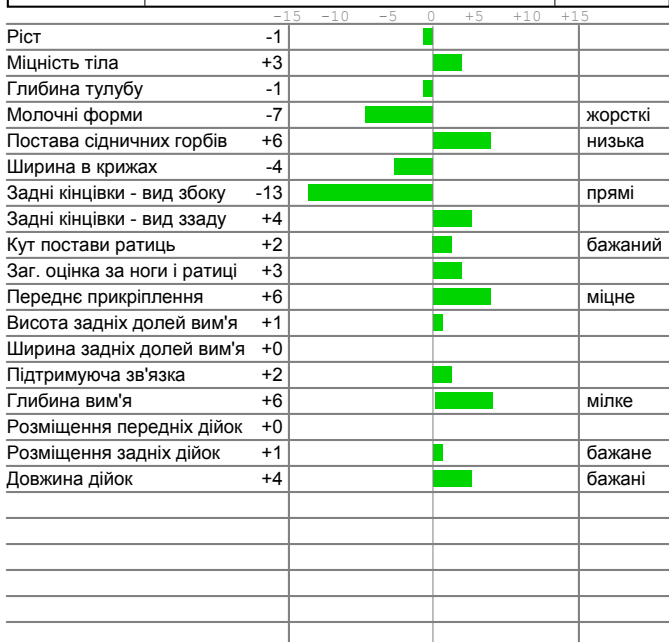 -15 -10 -5 0 +5 +10 +15
Ріст -1
Міцність тіла +3
Глибина тулубу -1
Молочні форми -7 жорсткі
Постава сідничних горбів +6 низька
Ширина в крижах -4
Задні кінцівки - вид збоку -13 прямі
Задні кінцівки - вид ззаду +4
Кут постави ратиць +2 бажаний
Заг. оцінка за ноги і ратиці +3
Переднє прикріплення +6 міцне
Висота задніх долей вим'я +1
Ширина задніх долей вим'я +0
Підтримуюча зв'язка +2
Глибина вим'я +6 мілке
Розміщення передніх дійок +0
Розміщення задніх дійок +1 бажане
Довжина дійок +4 бажані